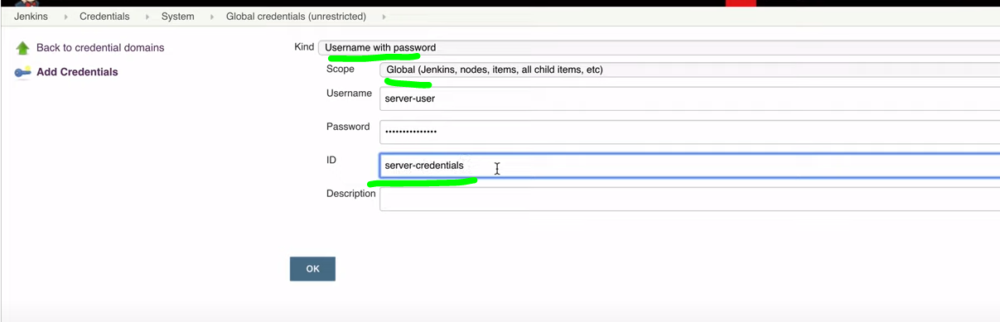 Jenkins Credentials System Global credentials (unrestricted)
Back to credential domains
Add Credentials
Kind Username with password
Scope Global (Jenkins, nodes, items, all child items, etc)
Username server-user
Password •••••••••••••••
ID server-credentials
Description
OK